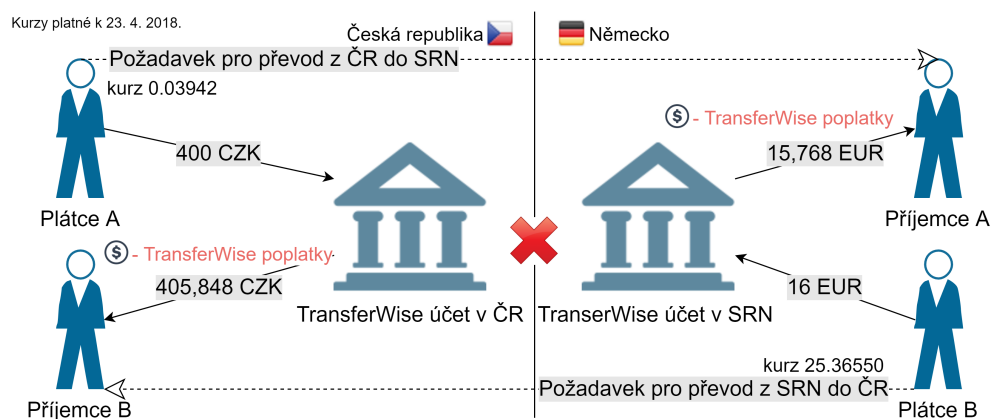 Kurzy platné k 23. 4. 2018.
Česká republika
Německo
Požadavek pro převod z ČR do SRN
kurz 0.03942
400 CZK
$ - TransferWise poplatky
15,768 EUR
Plátce A
Příjemce A
$ - TransferWise poplatky
405,848 CZK
16 EUR
TransferWise účet v ČR
TranserWise účet v SRN
kurz 25.36550
Požadavek pro převod z SRN do ČR
Příjemce B
Plátce B